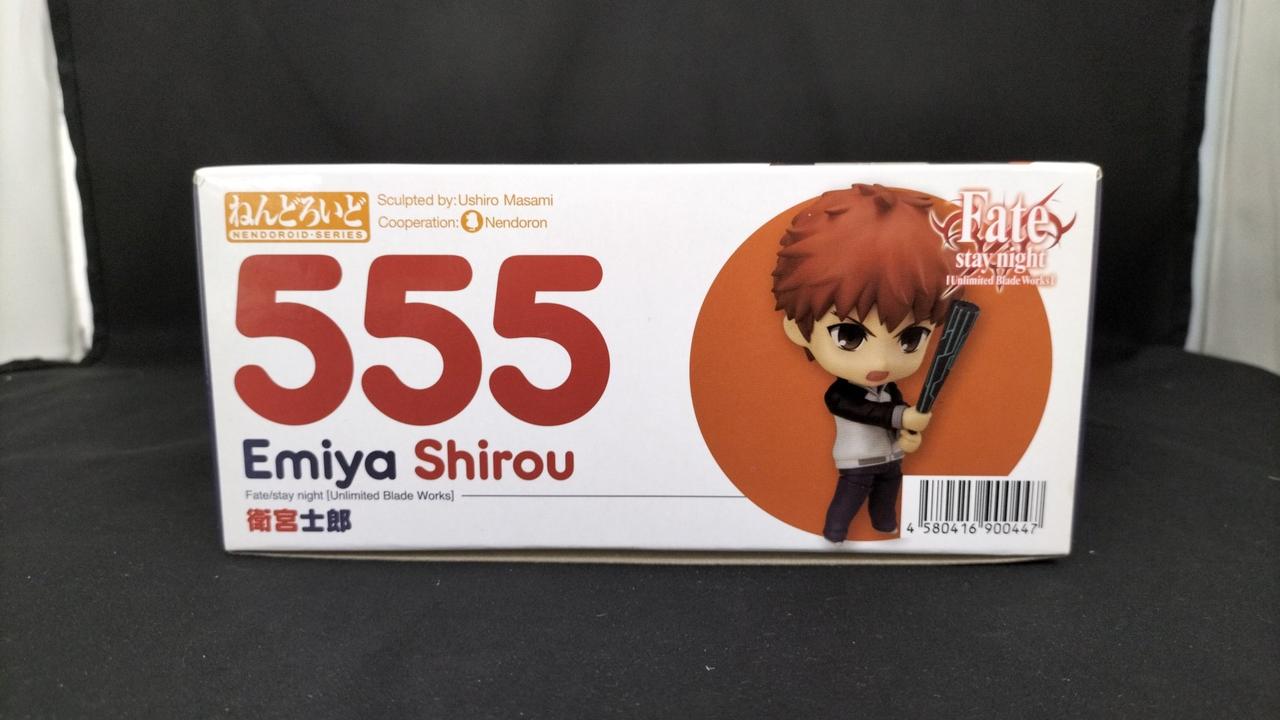 ねんどろいど
NENDOROID·SERIES
Sculpted by: Ushiro Masami
Cooperation: Nendoron
555
Emiya Shirou
Fate/stay night [Unlimited Blade Works]
衛宮士郎
Fate
stay night
[Unlimited Blade Works]
4 580416 900447